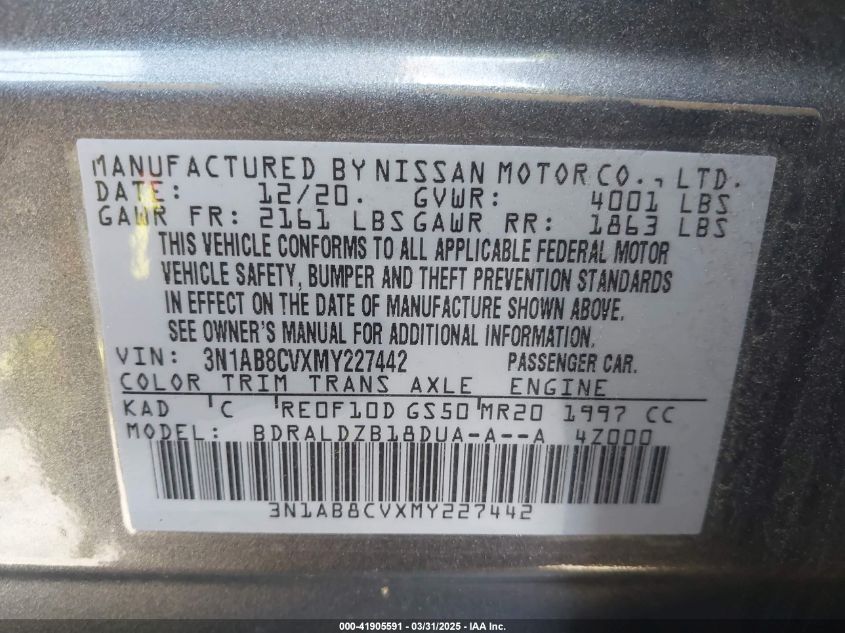 MANUFACTURED BY NISSAN MOTOR CO., LTD.
DATE: 12/20. GVWR: 4001 LBS
GAWR FR: 2161 LBS GAWR RR: 1863 LBS
THIS VEHICLE CONFORMS TO ALL APPLICABLE FEDERAL MOTOR
VEHICLE SAFETY, BUMPER AND THEFT PREVENTION STANDARDS
IN EFFECT ON THE DATE OF MANUFACTURE SHOWN ABOVE.
SEE OWNER'S MANUAL FOR ADDITIONAL INFORMATION.
VIN: 3N1AB8CVXMY227442 PASSENGER CAR.
COLOR TRIM TRANS AXLE ENGINE
KAD C RE0F10D GS50 MR20 1997 CC
MODEL: BDRALDZB18DUA-A--A 4Z000
3N1AB8CVXMY227442
000-41905591 - 03/31/2025 - IAA Inc.